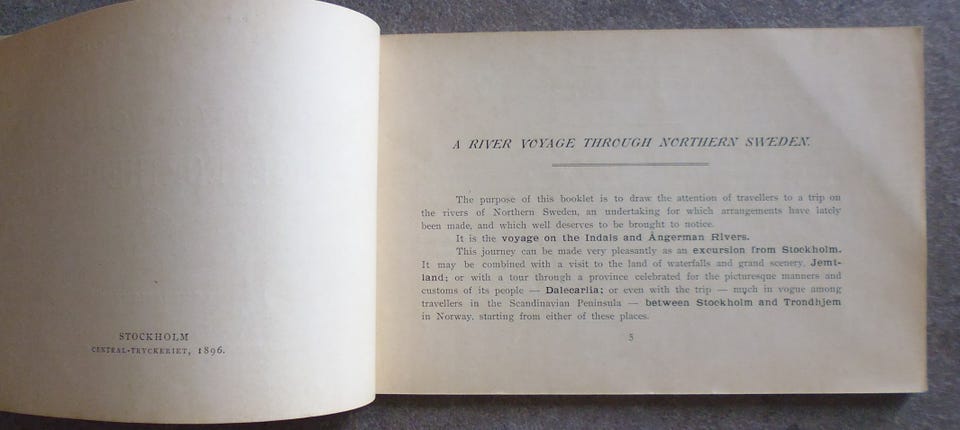 STOCKHOLM
CENTRAL-TRYCKERIET, 1896.
A RIVER VOYAGE THROUGH NORTHERN SWEDEN.
The purpose of this booklet is to draw the attention of travellers to a trip on
the rivers of Northern Sweden, an undertaking for which arrangements have lately
been made, and which well deserves to be brought to notice.
It is the voyage on the Indals and Ångerman Rivers.
This journey can be made very pleasantly as an excursion from Stockholm.
It may be combined with a visit to the land of waterfalls and grand scenery, Jemt-
land; or with a tour through a province celebrated for the picturesque manners and
customs of its people — Dalecarlia; or even with the trip — much in vogue among
travellers in the Scandinavian Peninsula — between Stockholm and Trondhjem
in Norway, starting from either of these places.
5